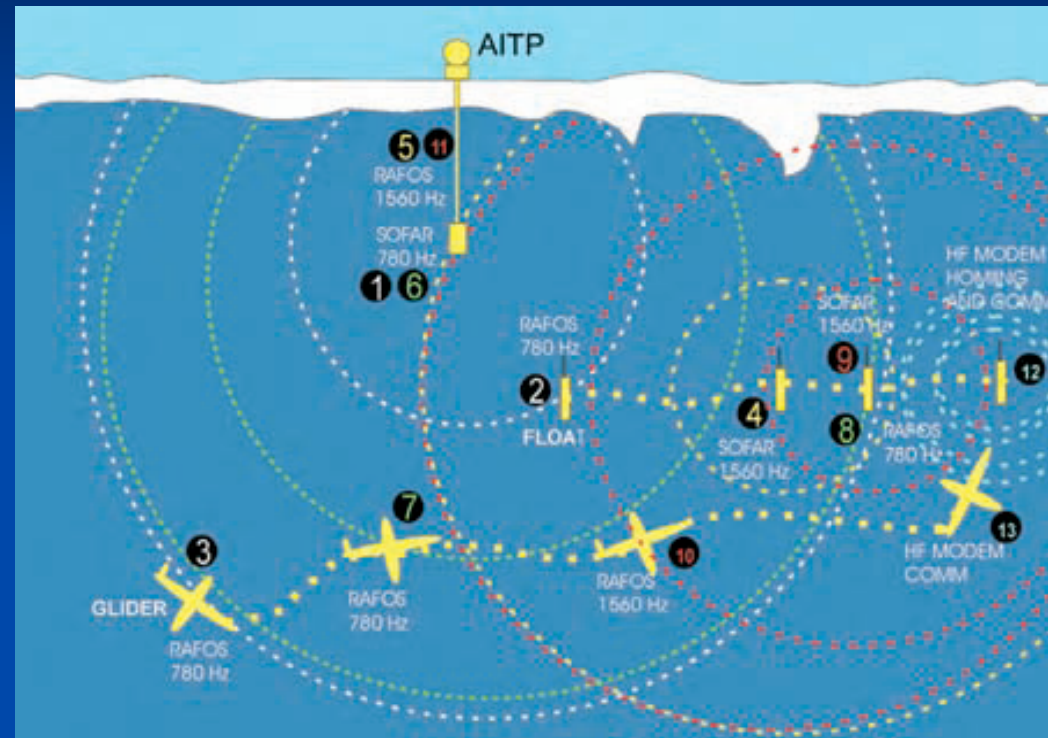 AITP
5 11
RAFOS
1560 Hz
SOFAR
780 Hz
1 6
HF MODEM
HOMIING
AND COMM
RAFOS
780 Hz
SOFAR
1560 Hz
2
9
12
FLOAT
4
8
SOFAR
1560 Hz
RAFOS
780 Hz
7
3
10
13
GLIDER
RAFOS
780 Hz
RAFOS
780 Hz
RAFOS
1560 Hz
HF MODEM
COMM